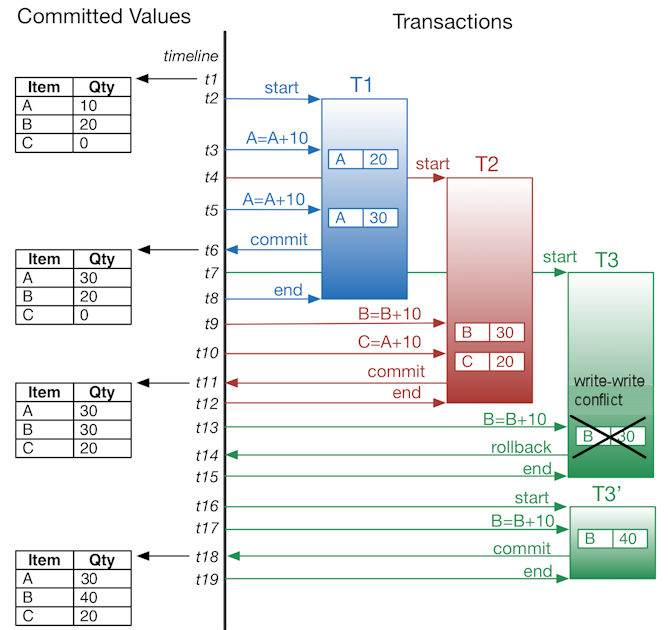 Committed Values
Transactions
timeline
t1
Item Qty
A 10
B 20
C 0
t2
start
T1
t3
A=A+10
A 20
t4
start
T2
t5
A=A+10
A 30
t6
commit
Item Qty
A 30
B 20
C 0
t7
start
T3
t8
end
t9
B=B+10
B 30
t10
C=A+10
C 20
t11
commit
Item Qty
A 30
B 30
C 20
t12
end
write-write
conflict
t13
B=B+10
B 30
t14
rollback
t15
end
t16
start
T3’
t17
B=B+10
B 40
t18
commit
Item Qty
A 30
B 40
C 20
t19
end